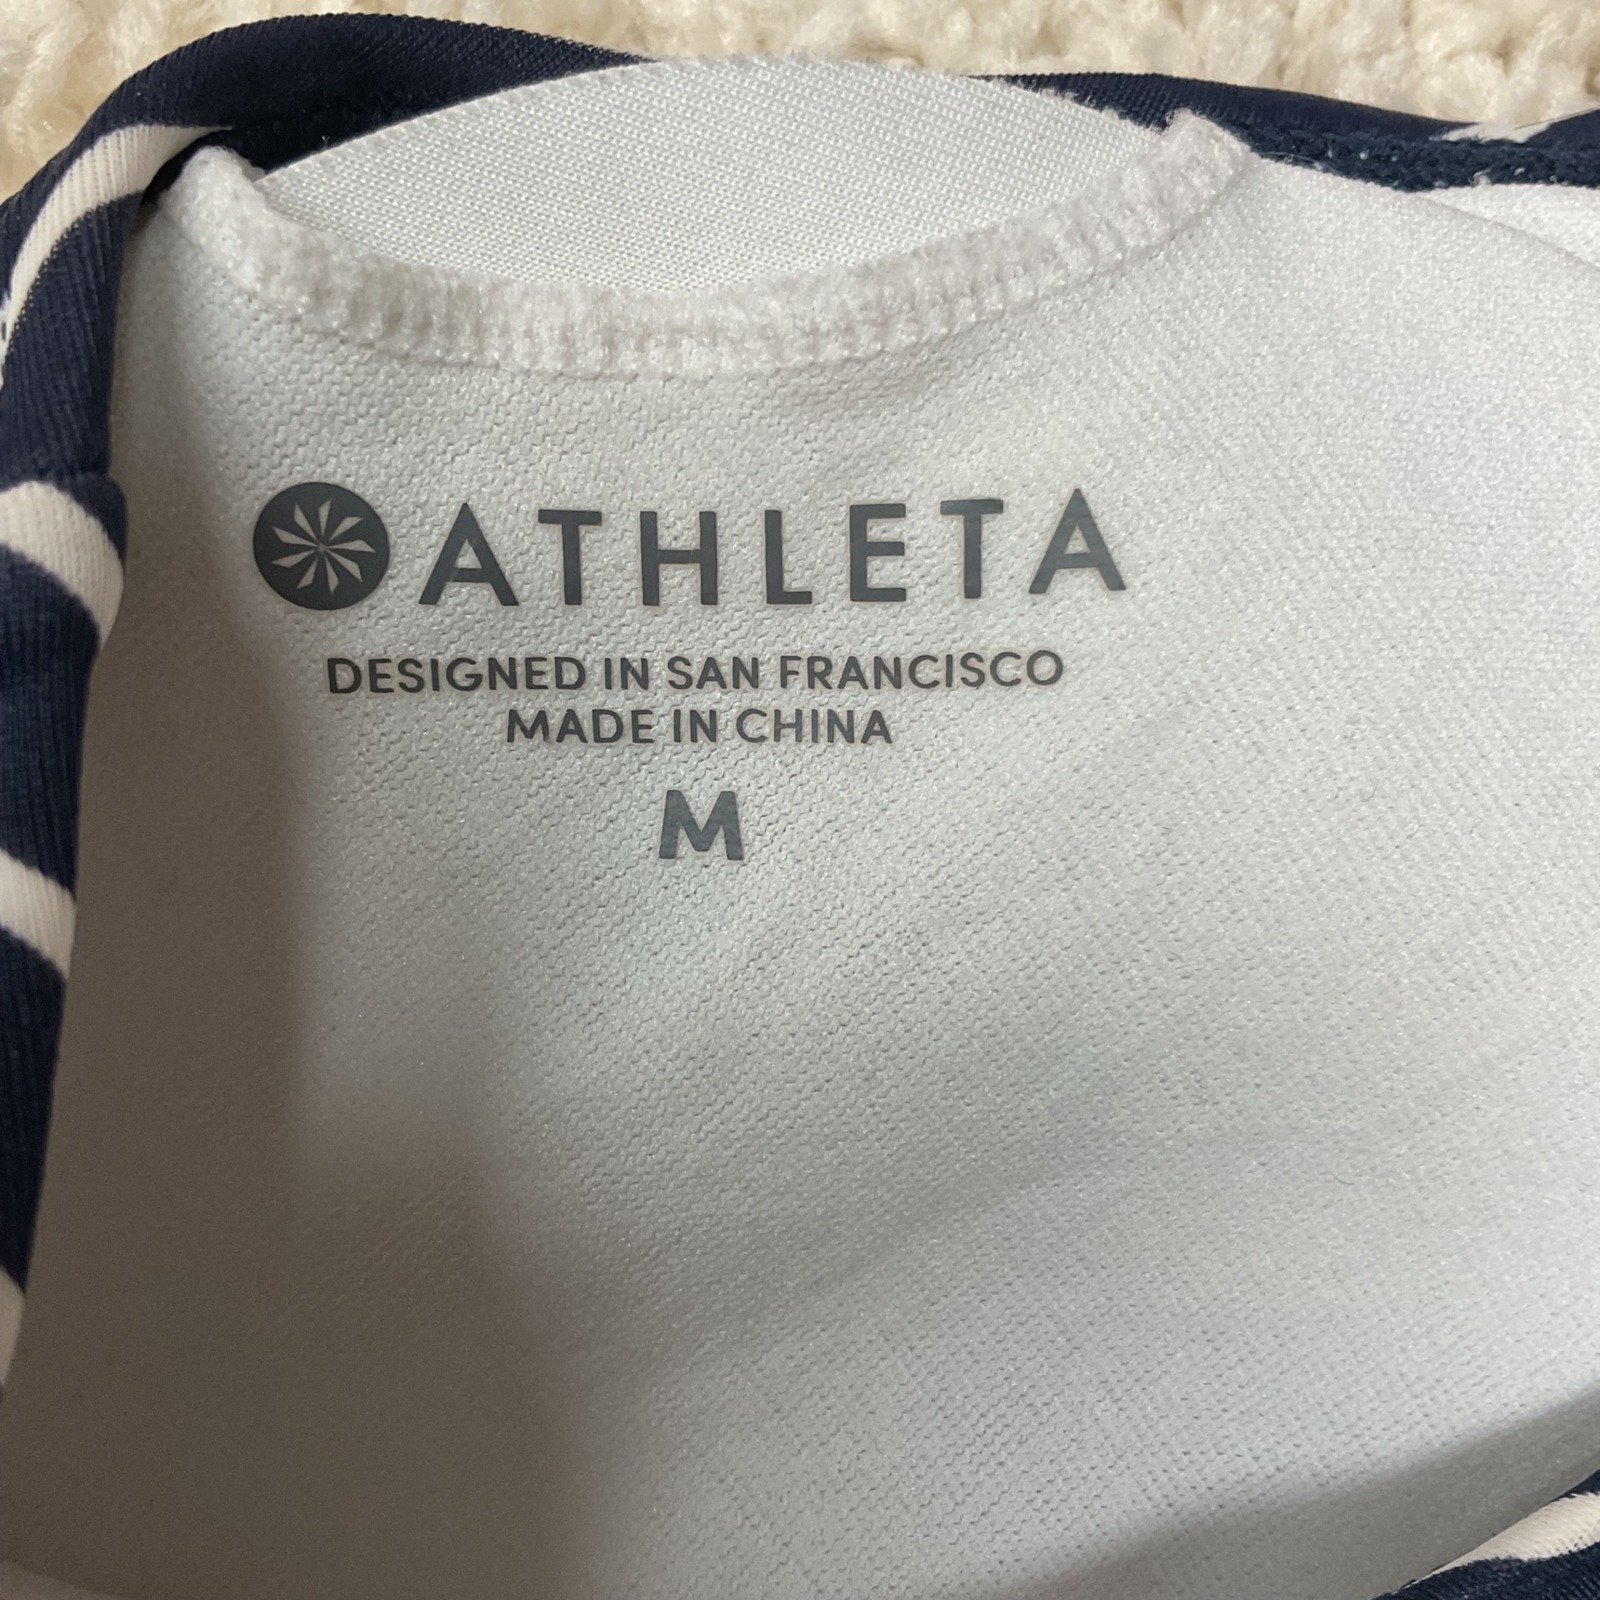 ATHLETA
DESIGNED IN SAN FRANCISCO
MADE IN CHINA
M